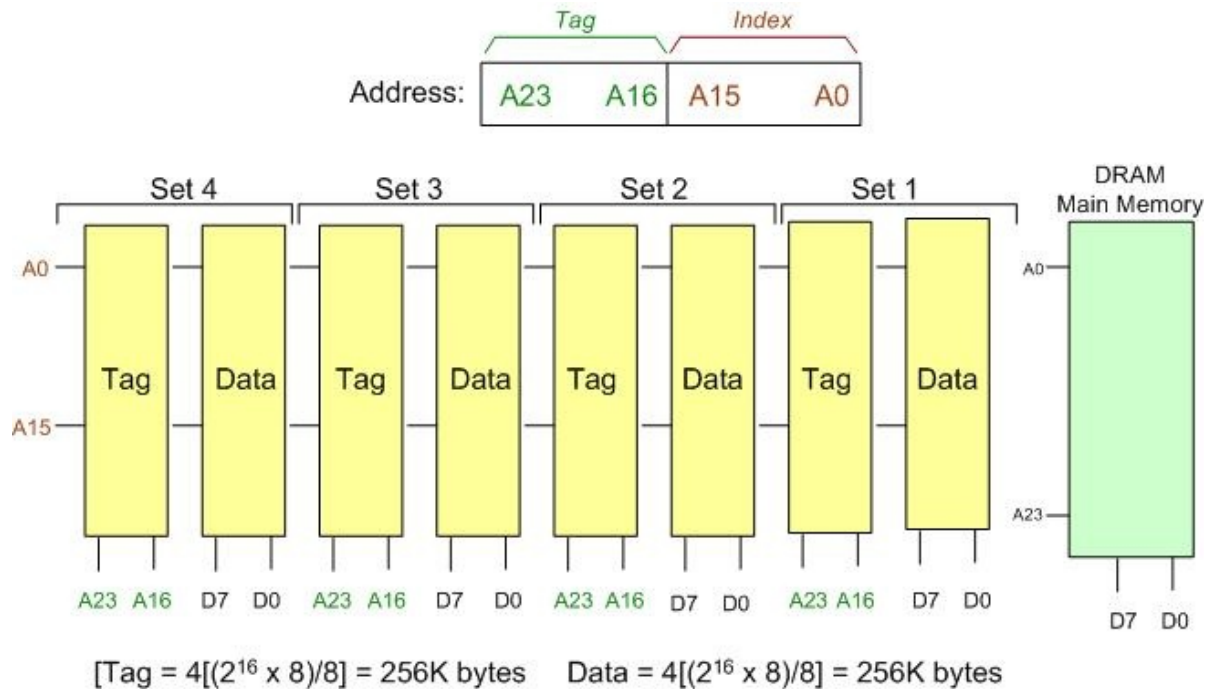 Tag Index
Address: A23 A16 A15 A0
Set 4 Set 3 Set 2 Set 1 DRAM
Main Memory
A0 A0
Tag Data Tag Data Tag Data Tag Data
A15
A23
A23 A16 D7 D0 A23 A16 D7 D0 A23 A16 D7 D0 A23 A16 D7 D0
D7 D0
[Tag = 4[(2¹⁶ x 8)/8] = 256K bytes Data = 4[(2¹⁶ x 8)/8] = 256K bytes